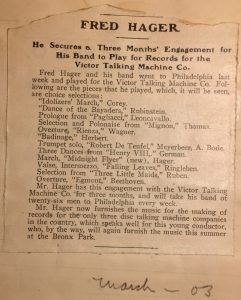 FRED HAGER
He Secures a Three Months' Engagement for
His Band to Play for Records for the
Victor Talking Machine Co.
Fred Hager and his band went to Philadelphia last
week and played for the Victor Talking Machine Co. Fol-
lowing are the pieces that he played, which, it will be seen,
are choice selections:
"Idolizers' March," Corey.
"Dance of the Bayaders," Rubinstein.
Prologue from "Pagliacci," Leoncavallo.
Selection and Polonaise from "Mignon," Thomas.
Overture, "Rienza," Wagner.
"Badinage," Herbert.
Trumpet solo, "Robert De Teufel," Meyerbeer, A. Bode.
Three Dances from "Henry VIII.," German.
March, "Midnight Flyer" (new), Hager.
Valse, Intermezzo, "Falling Leaves," Ringleben.
Selection from "Three Little Maids," Ruben.
Overture, "Egmont," Beethoven.
Mr. Hager has this engagement with the Victor Talking
Machine Co. for three months, and will take his band of
twenty-six men to Philadelphia every week.
Mr. Hager now furnishes the music for the making of
records for the only three disc talking machine companies
in the country, which speaks well for this young conductor,
who, by the way, will again furnish the music this summer
at the Bronx Park.
March - 03